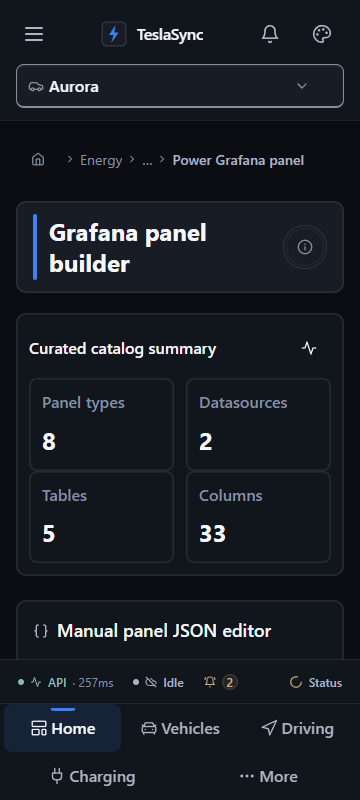 TeslaSync
Aurora
Energy
...
Power Grafana panel
Grafana panel
builder
Curated catalog summary
Panel types
8
Datasources
2
Tables
5
Columns
33
{} Manual panel JSON editor
API · 257ms
Idle
2
Status
Home
Vehicles
Driving
Charging
More